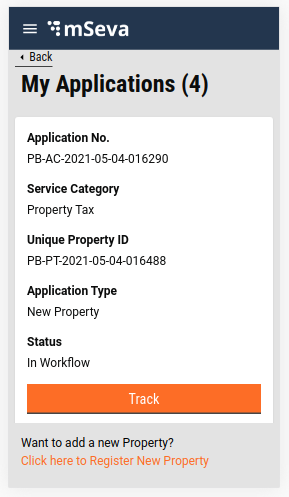 mSeva
Back
My Applications (4)
Application No.
PB-AC-2021-05-04-016290
Service Category
Property Tax
Unique Property ID
PB-PT-2021-05-04-016488
Application Type
New Property
Status
In Workflow
Track
Want to add a new Property?
Click here to Register New Property